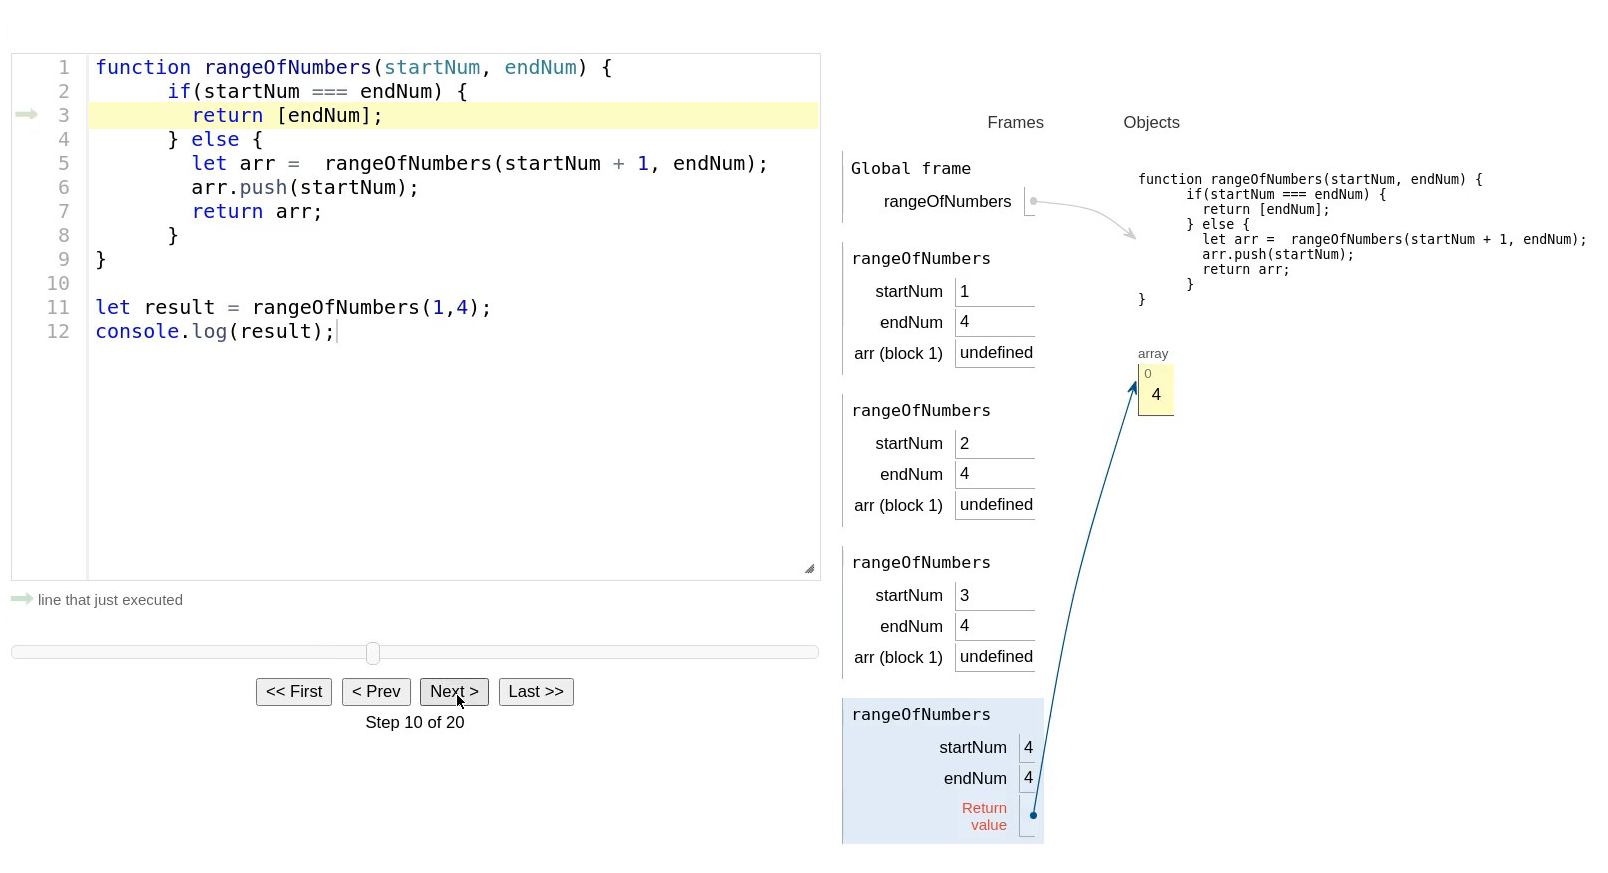 1 function rangeOfNumbers(startNum, endNum) {
2 if(startNum === endNum) {
3 return [endNum];
4 } else {
5 let arr =  rangeOfNumbers(startNum + 1, endNum);
6 arr.push(startNum);
7 return arr;
8 }
9 }
10
11 let result = rangeOfNumbers(1,4);
12 console.log(result);
line that just executed
<< First < Prev Next > Last >>
Step 10 of 20
Frames Objects
Global frame
rangeOfNumbers
rangeOfNumbers
startNum 1
endNum 4
arr (block 1) undefined
rangeOfNumbers
startNum 2
endNum 4
arr (block 1) undefined
rangeOfNumbers
startNum 3
endNum 4
arr (block 1) undefined
rangeOfNumbers
startNum 4
endNum 4
Return
value
function rangeOfNumbers(startNum, endNum) {
if(startNum === endNum) {
return [endNum];
} else {
let arr =  rangeOfNumbers(startNum + 1, endNum);
arr.push(startNum);
return arr;
}
}
array
0
4